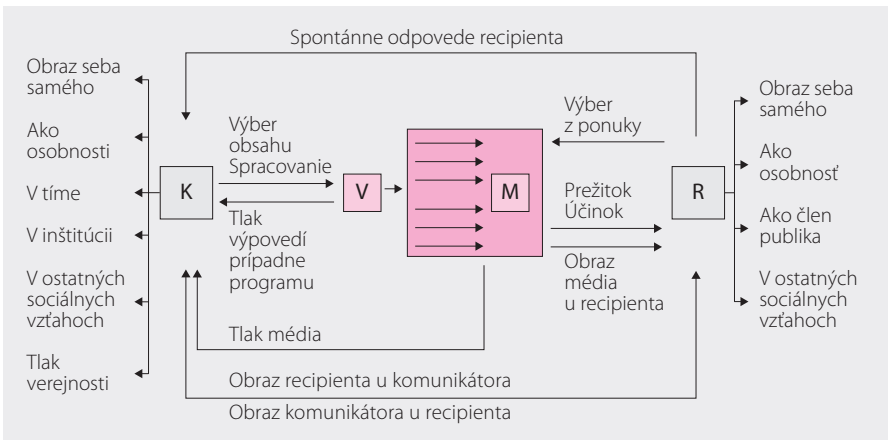 Spontánne odpovede recipienta
Obraz seba
samého
Ako
osobnosti
V tíme
V inštitúcii
V ostatných
sociálnych
vzťahoch
Tlak
verejnosti
K
Výber
obsahu
Spracovanie
Tlak
výpovedí
prípadne
programu
V
M
Výber
z ponuky
Prežitok
Účinok
Obraz
média
u recipienta
R
Obraz seba
samého
Ako
osobnosť
Ako člen
publika
V ostatných
sociálnych
vzťahoch
Tlak média
Obraz recipienta u komunikátora
Obraz komunikátora u recipienta